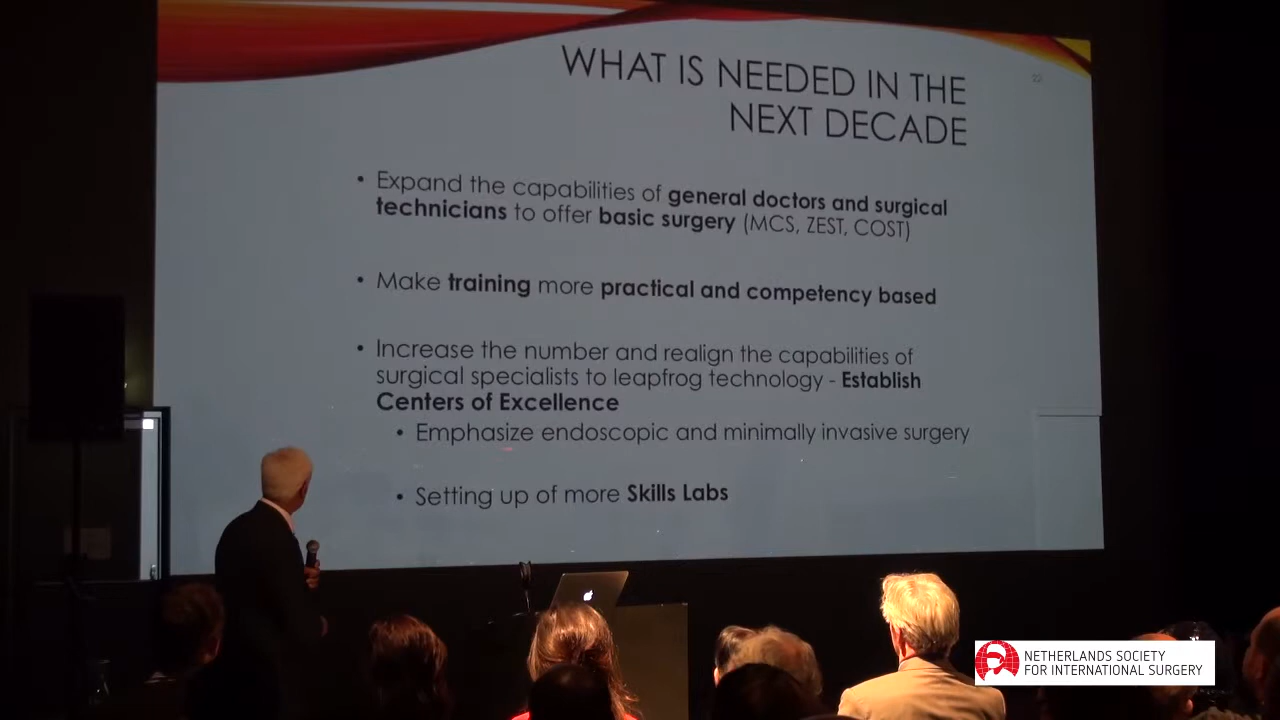 WHAT IS NEEDED IN THE
NEXT DECADE
• Expand the capabilities of general doctors and surgical
technicians to offer basic surgery (MCS, ZEST, COST)
• Make training more practical and competency based
• Increase the number and realign the capabilities of
surgical specialists to leapfrog technology - Establish
Centers of Excellence
• Emphasize endoscopic and minimally invasive surgery
• Setting up of more Skills Labs
NETHERLANDS SOCIETY
FOR INTERNATIONAL SURGERY